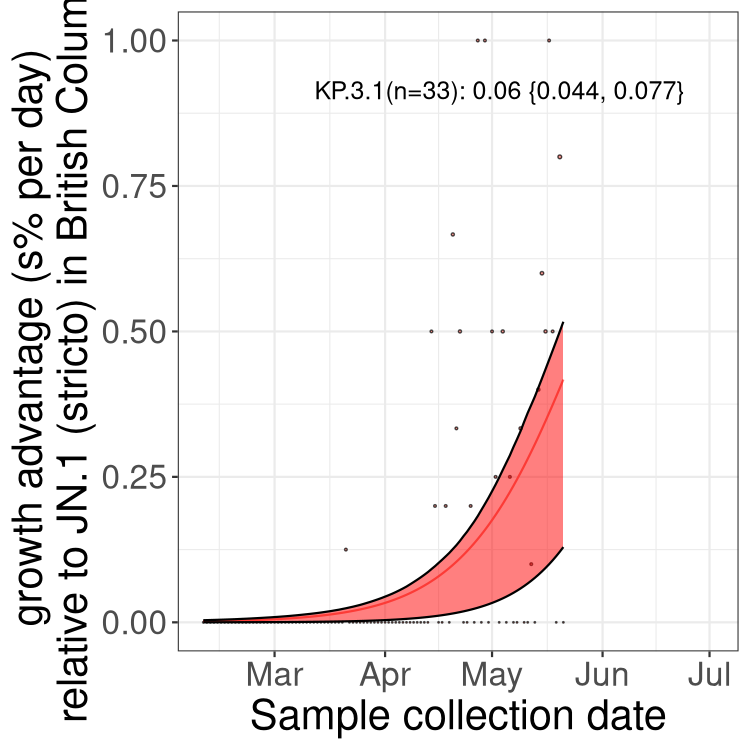 growth advantage (s% per day)
relative to JN.1 (stricto) in British Colum
1.00
0.75
0.50
0.25
0.00
KP.3.1(n=33): 0.06 {0.044, 0.077}
Mar Apr May Jun Jul
Sample collection date